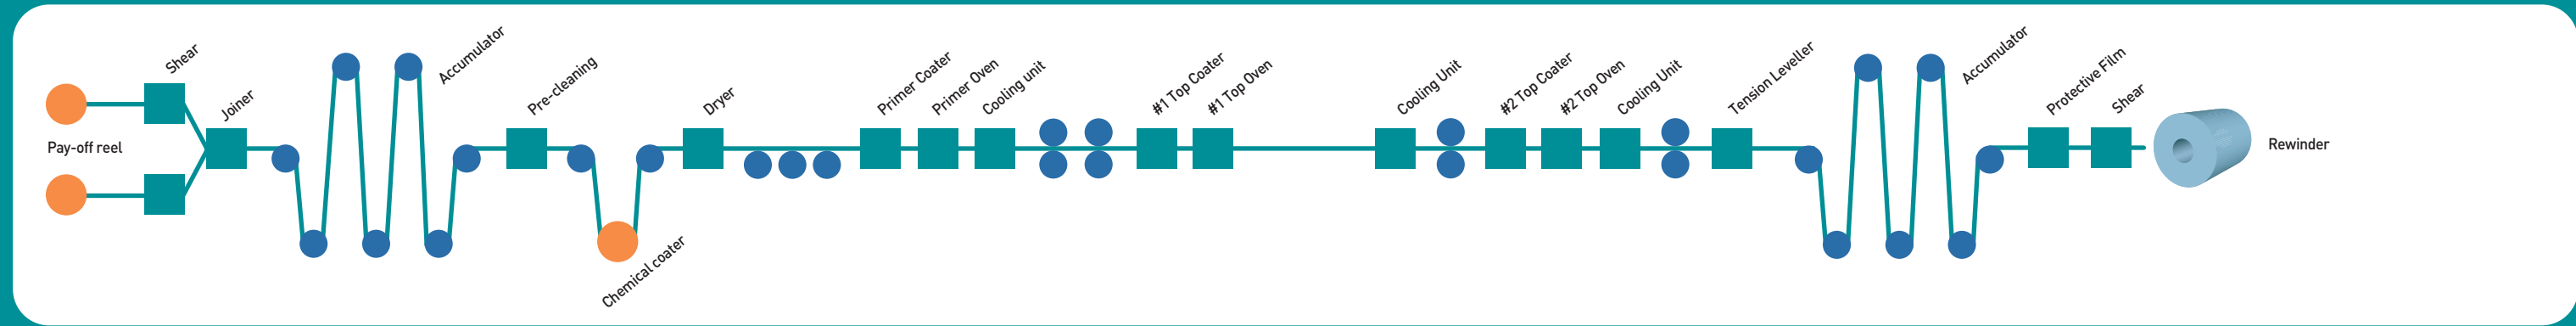 Pay-off reel
Shear
Joiner
Accumulator
Pre-cleaning
Chemical coater
Dryer
Primer Coater
Primer Oven
Cooling unit
#1 Top Coater
#1 Top Oven
Cooling Unit
#2 Top Coater
#2 Top Oven
Cooling Unit
Tension Leveller
Accumulator
Protective Film
Shear
Rewinder